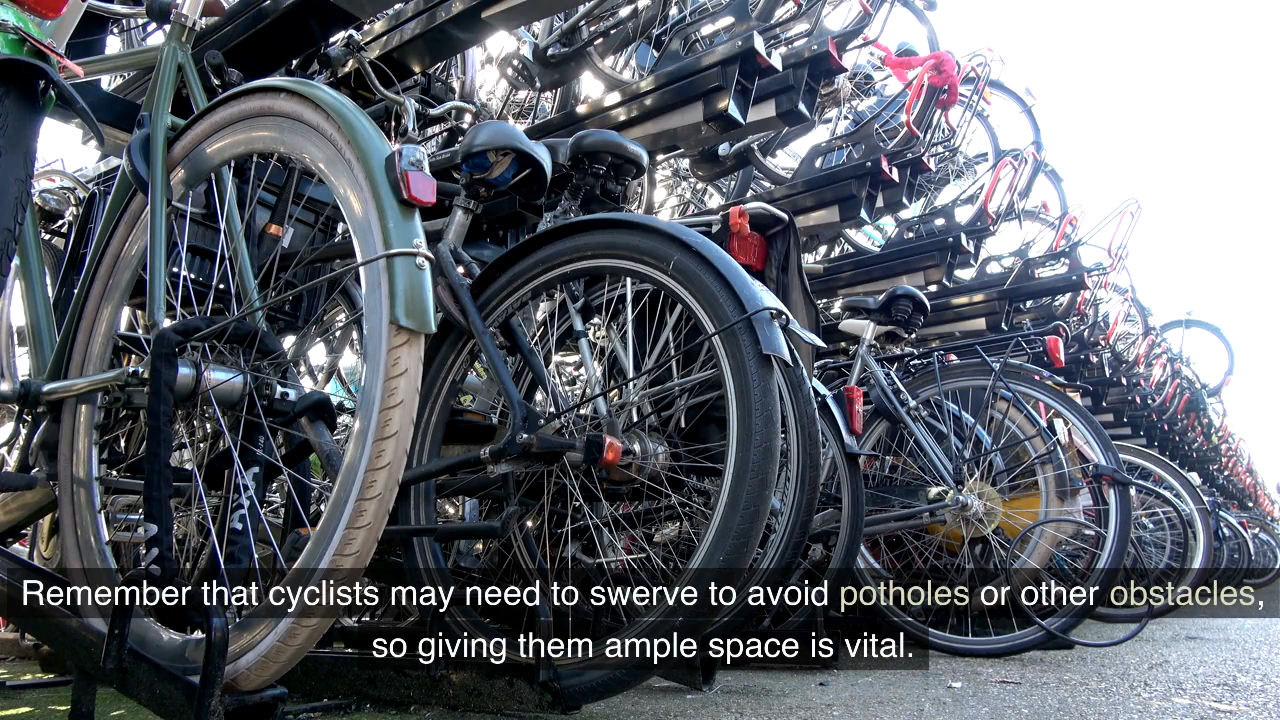 Remember that cyclists may need to swerve to avoid potholes or other obstacles,
so giving them ample space is vital.